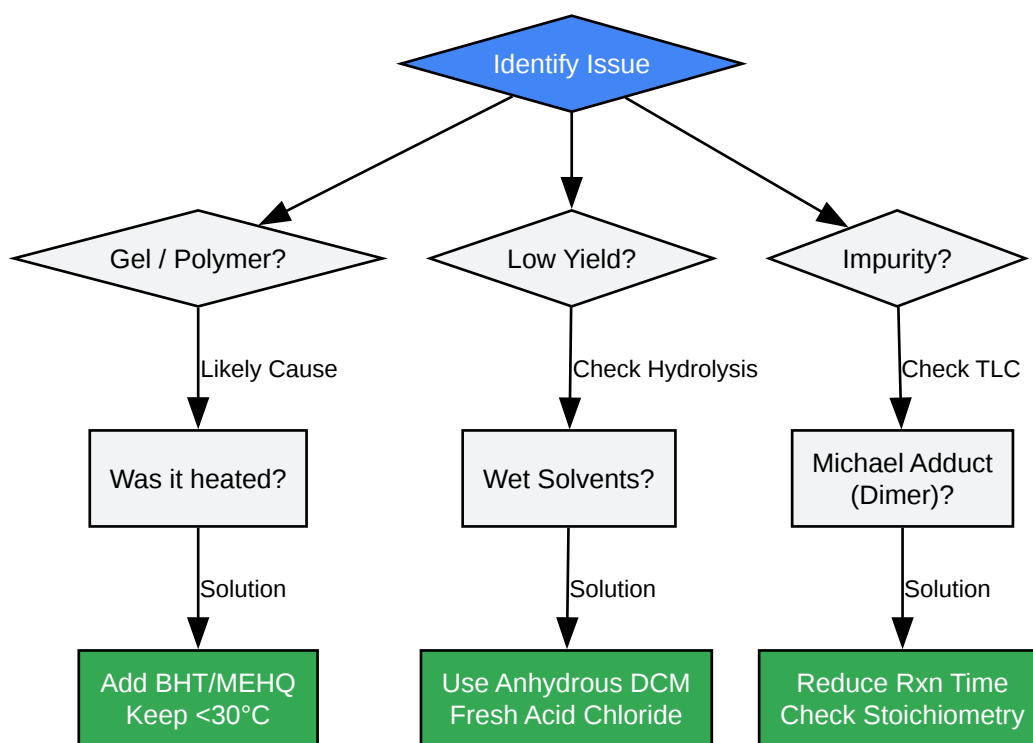 Identify Issue
Gel / Polymer?
Low Yield?
Impurity?
Likely Cause
Check Hydrolysis
Check TLC
Was it heated?
Wet Solvents?
Michael Adduct
(Dimer)?
Solution
Solution
Solution
Add BHT/MEHQ
Keep <30°C
Use Anhydrous DCM
Fresh Acid Chloride
Reduce Rxn Time
Check Stoichiometry